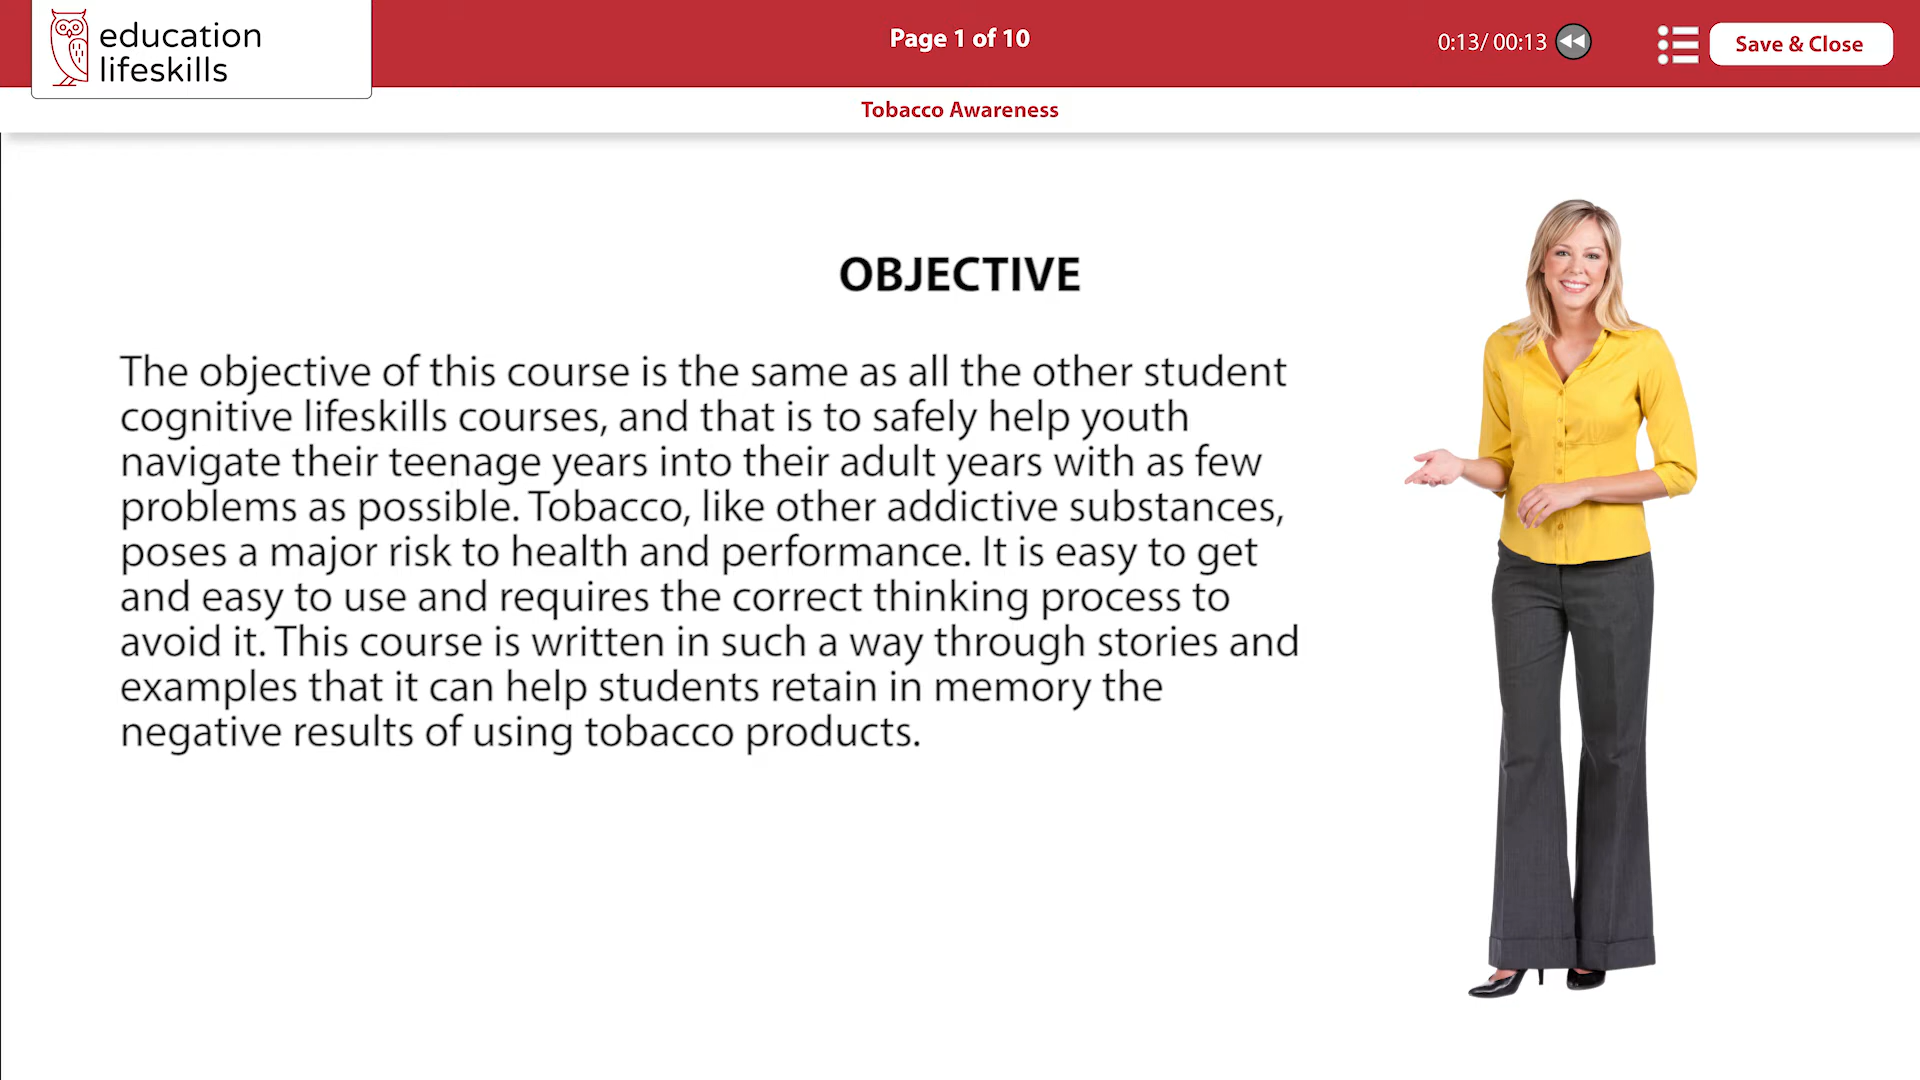 education
lifeskills
Page 1 of 10
0:13/ 00:13
Save & Close
Tobacco Awareness
OBJECTIVE
The objective of this course is the same as all the other student
cognitive lifeskills courses, and that is to safely help youth
navigate their teenage years into their adult years with as few
problems as possible. Tobacco, like other addictive substances,
poses a major risk to health and performance. It is easy to get
and easy to use and requires the correct thinking process to
avoid it. This course is written in such a way through stories and
examples that it can help students retain in memory the
negative results of using tobacco products.